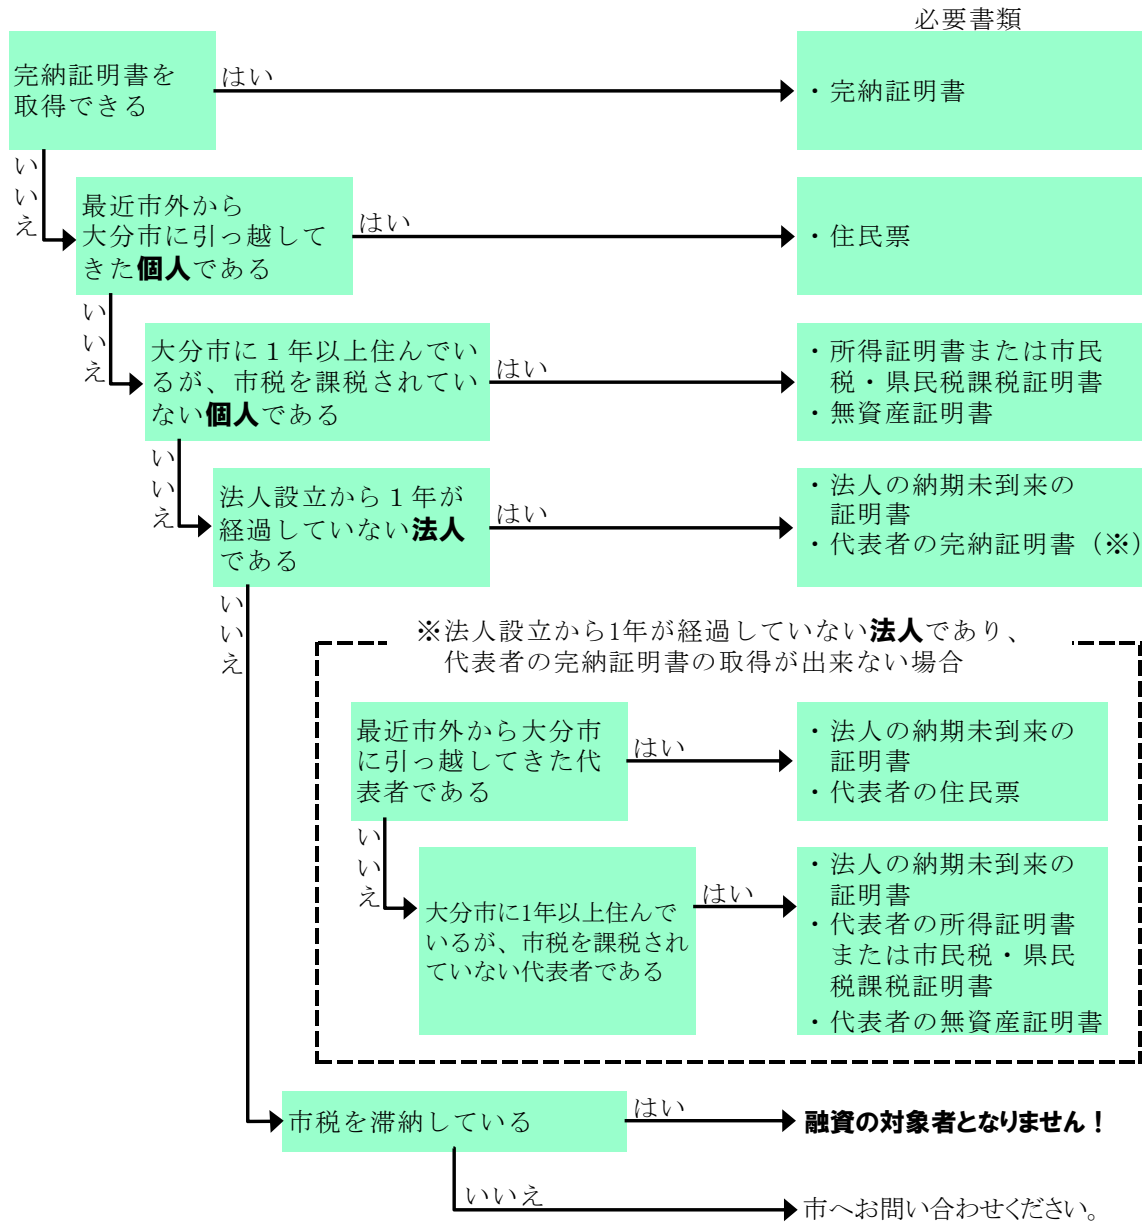 必要書類
完納証明書を
取得できる
はい
・完納証明書
いいえ
最近市外から
大分市に引っ越して
きた個人である
はい
・住民票
いいえ
大分市に１年以上住んでい
るが、市税を課税されてい
ない個人である
はい
・所得証明書または市民
税・県民税課税証明書
・無資産証明書
いいえ
法人設立から１年が
経過していない法人
である
はい
・法人の納期未到来の
証明書
・代表者の完納証明書（※）
いいえ
※法人設立から1年が経過していない法人であり、
代表者の完納証明書の取得が出来ない場合
最近市外から大分市
に引っ越してきた代
表者である
はい
・法人の納期未到来の
証明書
・代表者の住民票
いいえ
大分市に1年以上住んで
いるが、市税を課税され
ていない代表者である
はい
・法人の納期未到来の
証明書
・代表者の所得証明書
または市民税・県民
税課税証明書
・代表者の無資産証明書
市税を滞納している
はい
融資の対象者となりません！
いいえ
市へお問い合わせください。